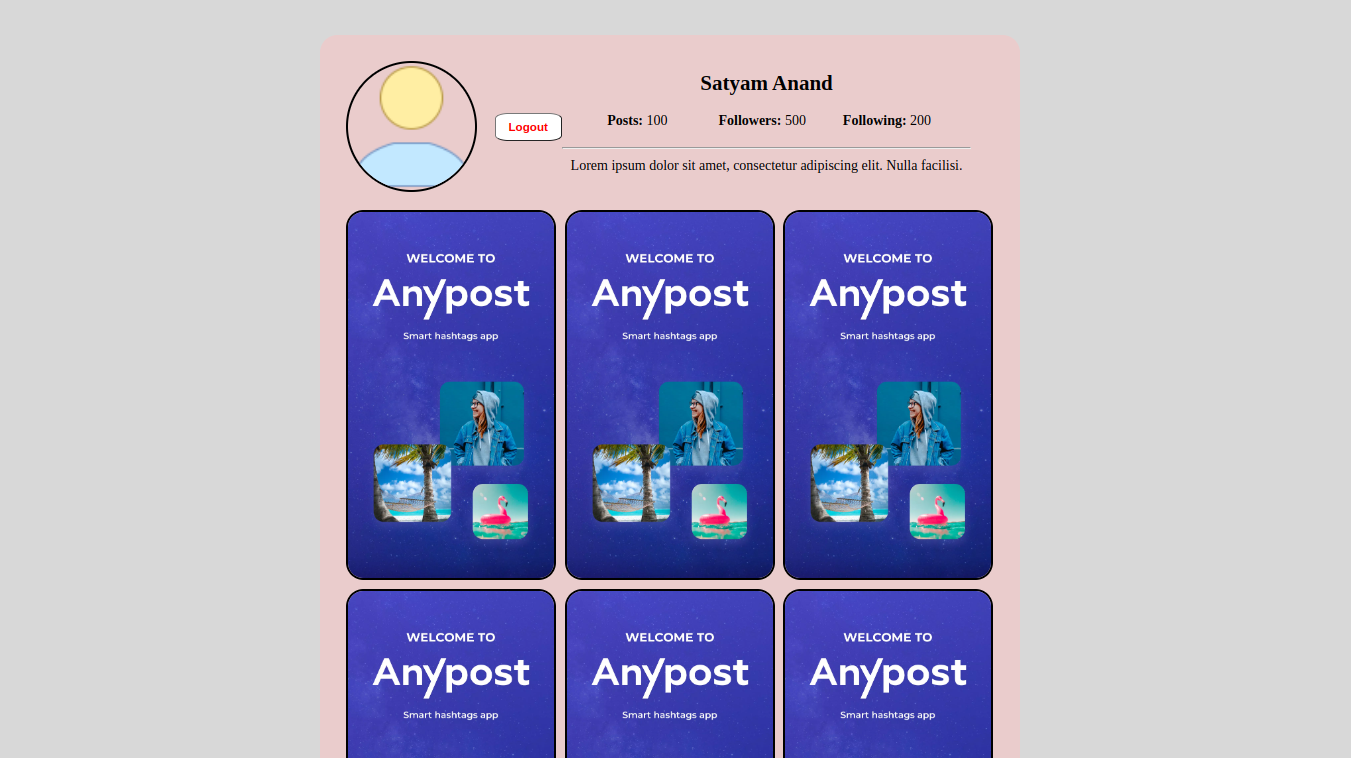 Satyam Anand
Logout
Posts: 100 Followers: 500 Following: 200
Lorem ipsum dolor sit amet, consectetur adipiscing elit. Nulla facilisi.
WELCOME TO
Anypost
Smart hashtags app
WELCOME TO
Anypost
Smart hashtags app
WELCOME TO
Anypost
Smart hashtags app
WELCOME TO
Anypost
Smart hashtags app
WELCOME TO
Anypost
Smart hashtags app
WELCOME TO
Anypost
Smart hashtags app